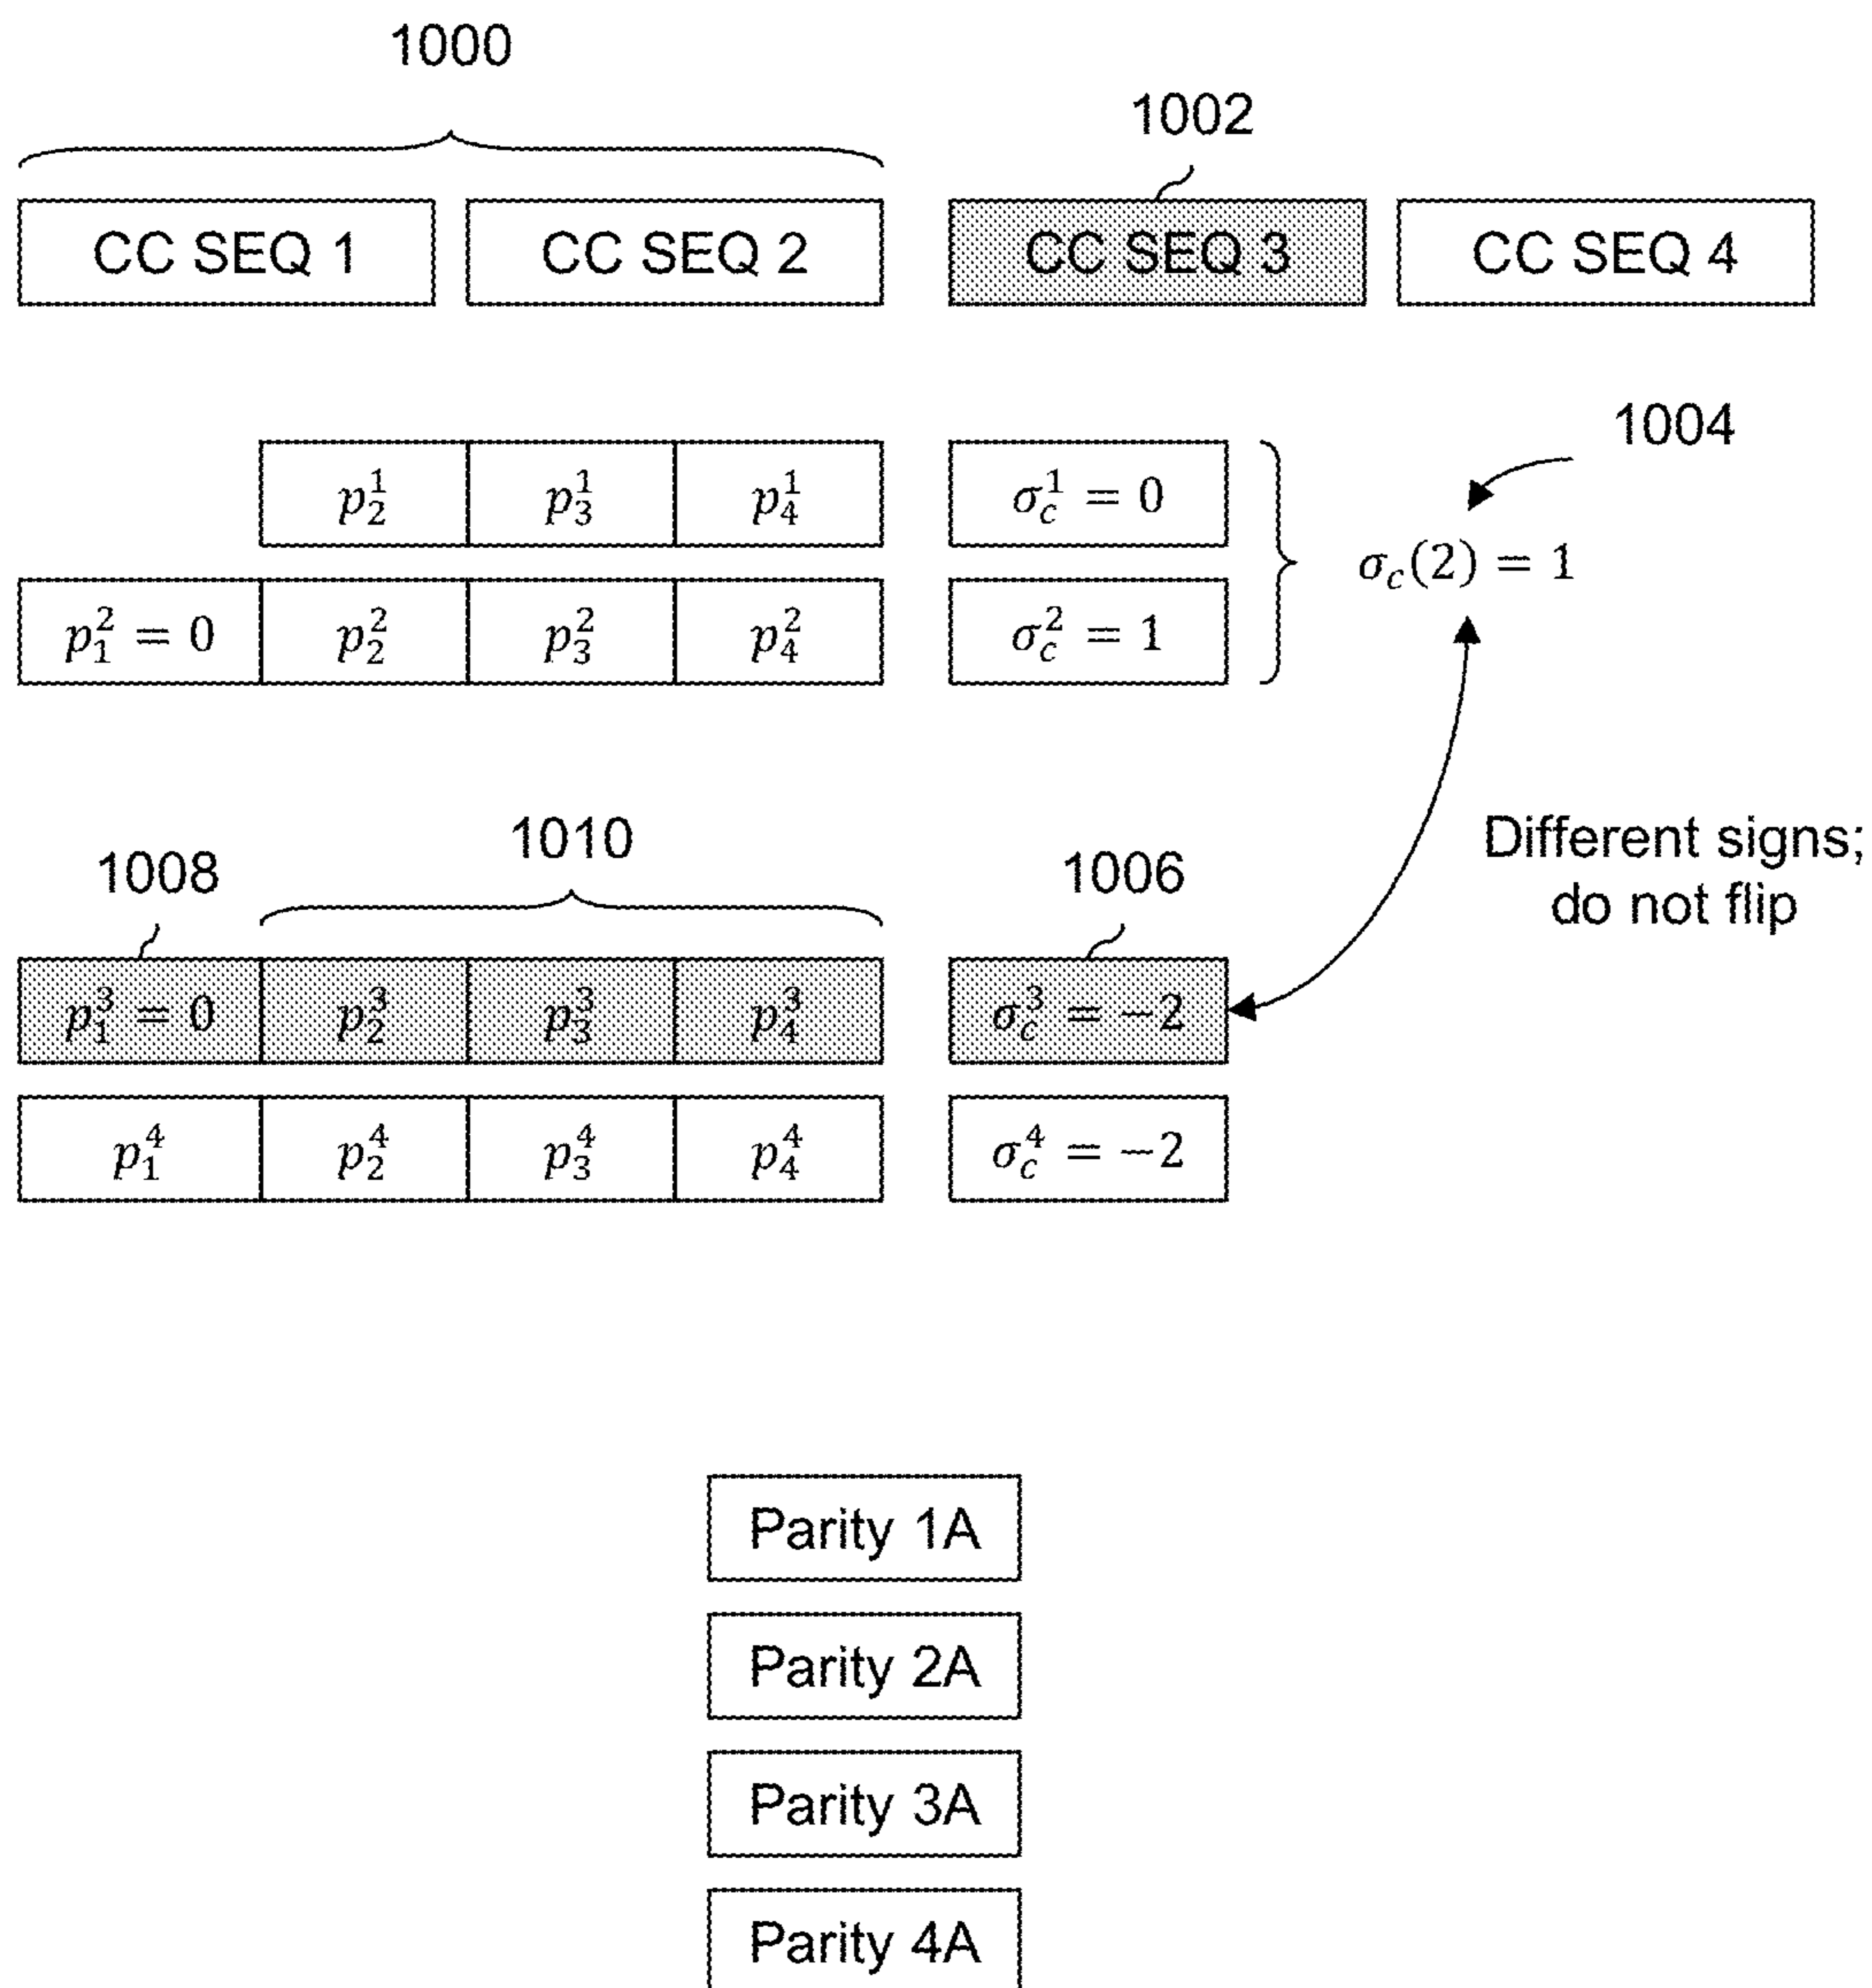 1000
1002
CC SEQ 1 CC SEQ 2 CC SEQ 3 CC SEQ 4
1004
p_2^1 p_3^1 p_4^1 σ_c^1 = 0
σ_c(2) = 1
p_1^2 = 0 p_2^2 p_3^2 p_4^2 σ_c^2 = 1
Different signs;
do not flip
1008 1010 1006
p_1^3 = 0 p_2^3 p_3^3 p_4^3 σ_c^3 = −2
p_1^4 p_2^4 p_3^4 p_4^4 σ_c^4 = −2
Parity 1A
Parity 2A
Parity 3A
Parity 4A